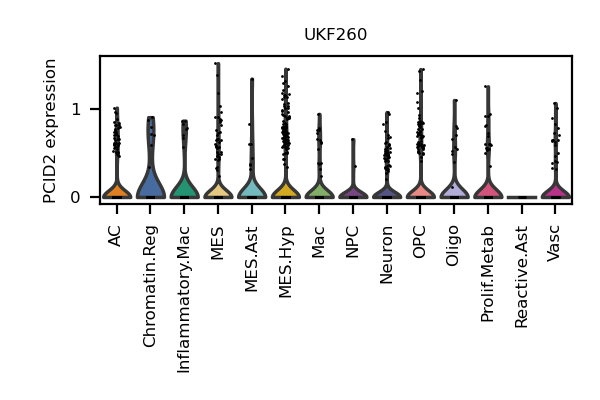 UKF260
PCID2 expression
1
0
AC
Chromatin.Reg
Inflammatory.Mac
MES
MES.Ast
MES.Hyp
Mac
NPC
Neuron
OPC
Oligo
Prolif.Metab
Reactive.Ast
Vasc